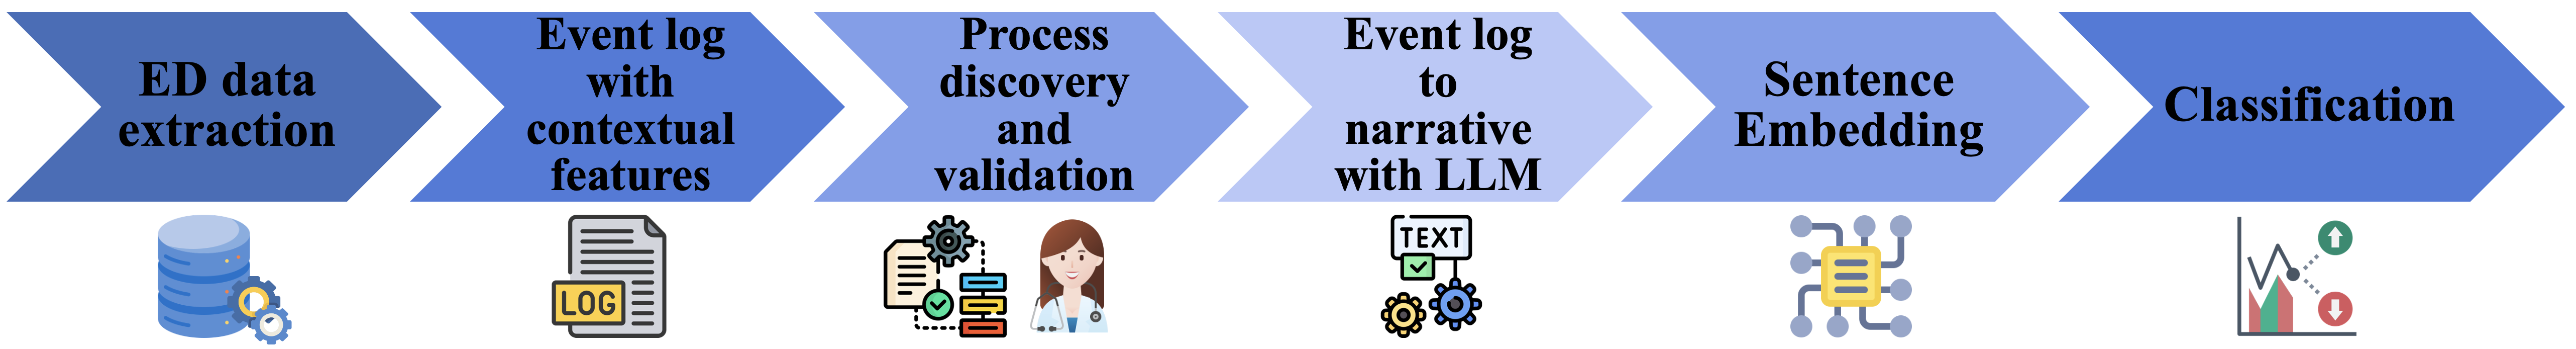 ED data
extraction
Event log
with
contextual
features
Process
discovery
and
validation
Event log
to
narrative
with LLM
Sentence
Embedding
Classification
LOG
TEXT